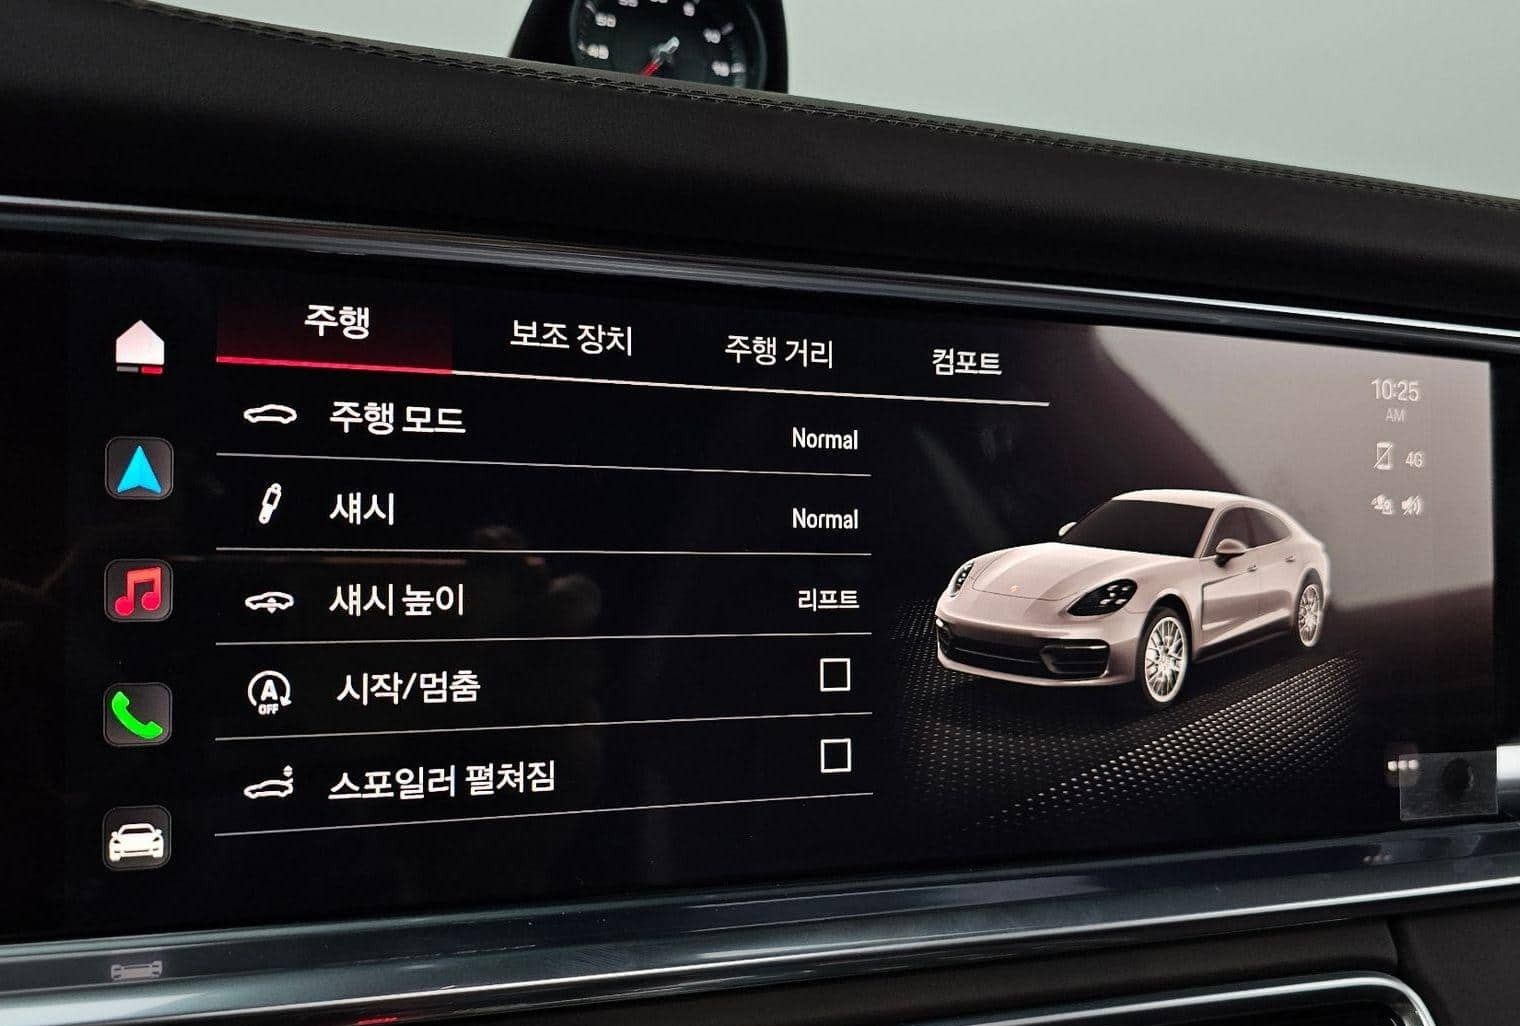 주행
보조 장치
주행 거리
컴포트
10:25
AM
4G
주행 모드 Normal
섀시 Normal
섀시 높이 리프트
A OFF 시작/멈춤
스포일러 펼쳐짐